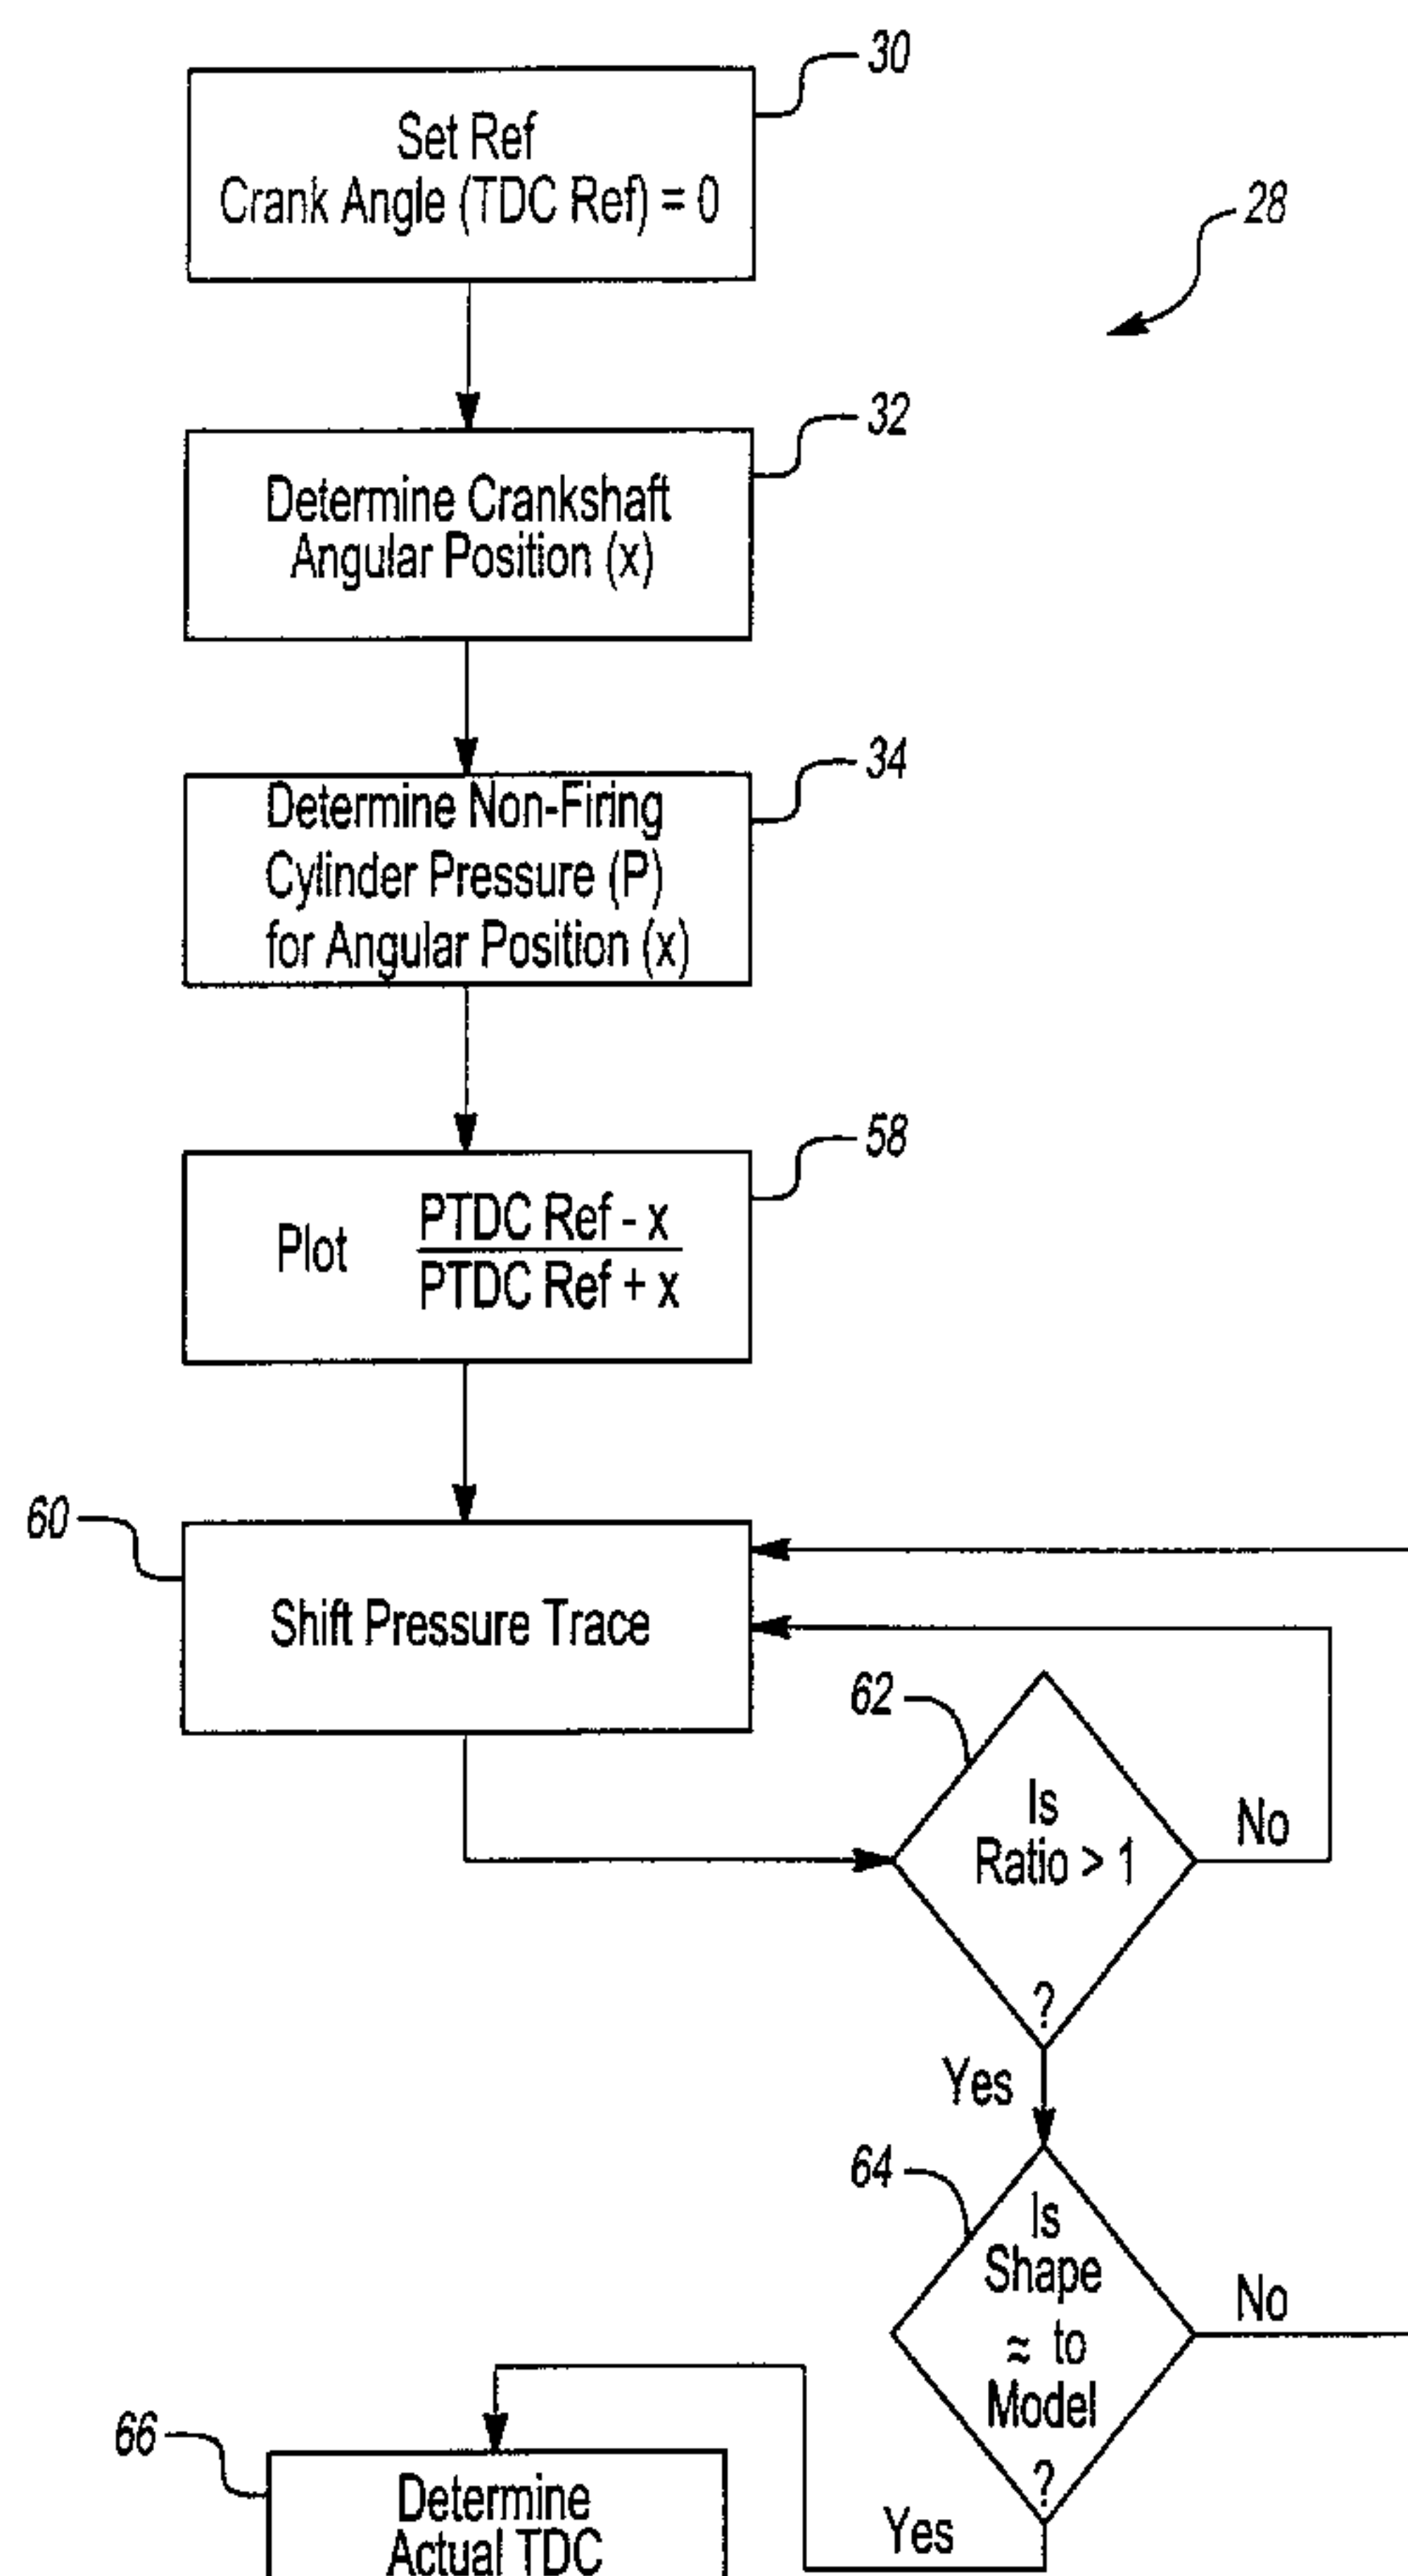 30
Set Ref
Crank Angle (TDC Ref) = 0
28
32
Determine Crankshaft
Angular Position (x)
34
Determine Non-Firing
Cylinder Pressure (P)
for Angular Position (x)
58
Plot
PTDC Ref - x
PTDC Ref + x
60
Shift Pressure Trace
62
Is
Ratio > 1
?
No
Yes
64
Is
Shape
≈ to
Model
?
No
Yes
66
Determine
Actual TDC